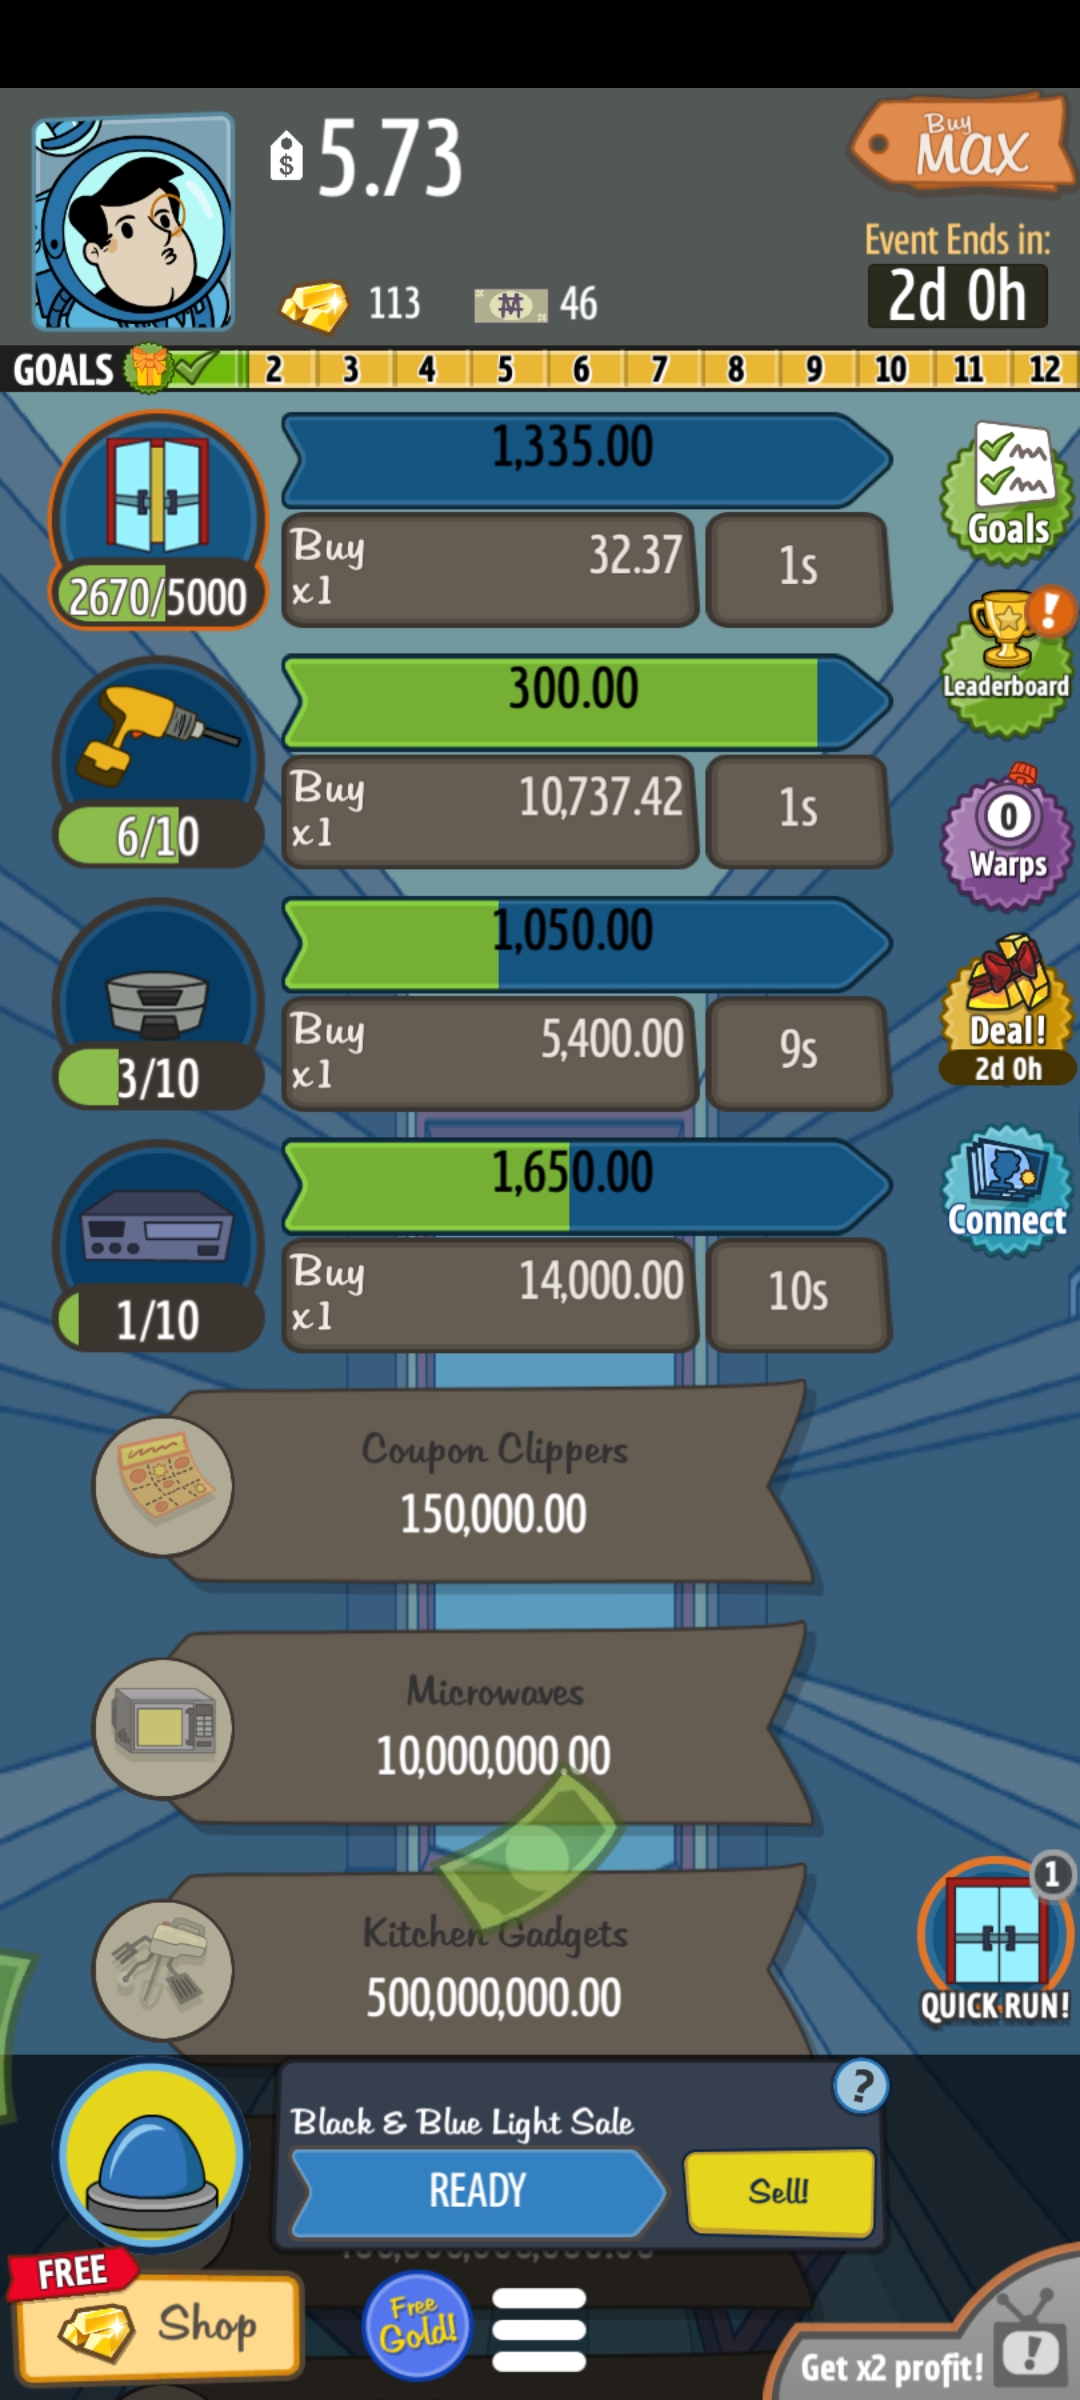 5.73
Buy
MAX
Event Ends in:
2d 0h
113
46
GOALS
2
3
4
5
6
7
8
9
10
11
12
1,335.00
Buy
x1
32.37
1s
2670/5000
Goals
300.00
Buy
x1
10,737.42
1s
6/10
!
Leaderboard
0
Warps
1,050.00
Buy
x1
5,400.00
9s
3/10
Deal!
2d 0h
1,650.00
Buy
x1
14,000.00
10s
1/10
Connect
Coupon Clippers
150,000.00
Microwaves
10,000,000.00
Kitchen Gadgets
500,000,000.00
1
QUICK RUN!
Black & Blue Light Sale
?
READY
Sell!
FREE
Shop
Free
Gold!
Get x2 profit!
!